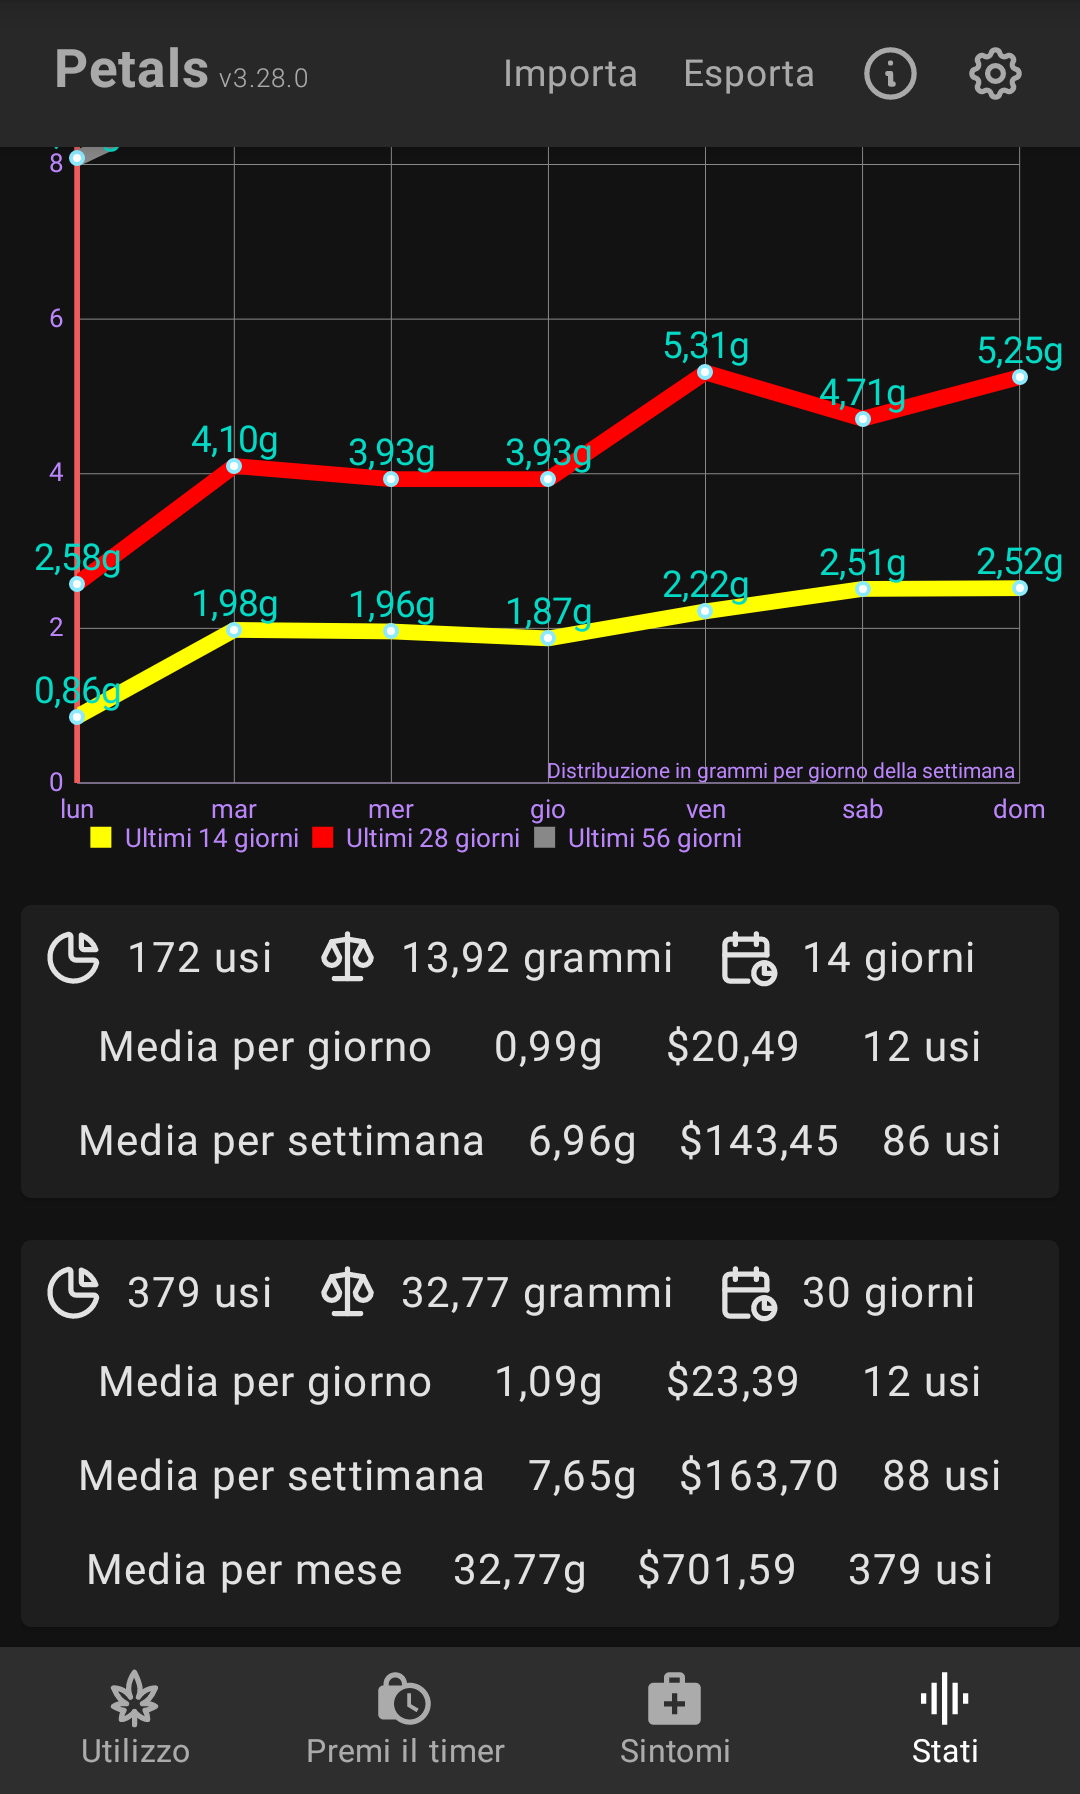 Petals v3.28.0 Importa Esporta
8
6
5,31g 5,25g
4,71g
4,10g 3,93g 3,93g
4
2,58g 2,51g 2,52g
1,98g 1,96g 1,87g 2,22g
2
0,86g
Distribuzione in grammi per giorno della settimana
0
lun mar mer gio ven sab dom
Ultimi 14 giorni Ultimi 28 giorni Ultimi 56 giorni
172 usi 13,92 grammi 14 giorni
Media per giorno 0,99g $20,49 12 usi
Media per settimana 6,96g $143,45 86 usi
379 usi 32,77 grammi 30 giorni
Media per giorno 1,09g $23,39 12 usi
Media per settimana 7,65g $163,70 88 usi
Media per mese 32,77g $701,59 379 usi
Utilizzo Premi il timer Sintomi Stati